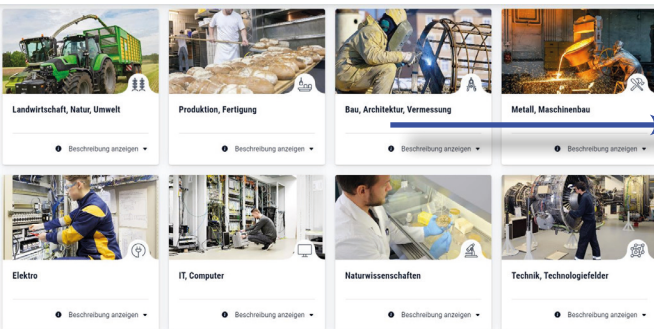 Landwirtschaft, Natur, Umwelt
Produktion, Fertigung
Bau, Architektur, Vermessung
Metall, Maschinenbau
Beschreibung anzeigen
Beschreibung anzeigen
Beschreibung anzeigen
Beschreibung anzeigen
Elektro
IT, Computer
Naturwissenschaften
Technik, Technologiefelder
Beschreibung anzeigen
Beschreibung anzeigen
Beschreibung anzeigen
Beschreibung anzeigen